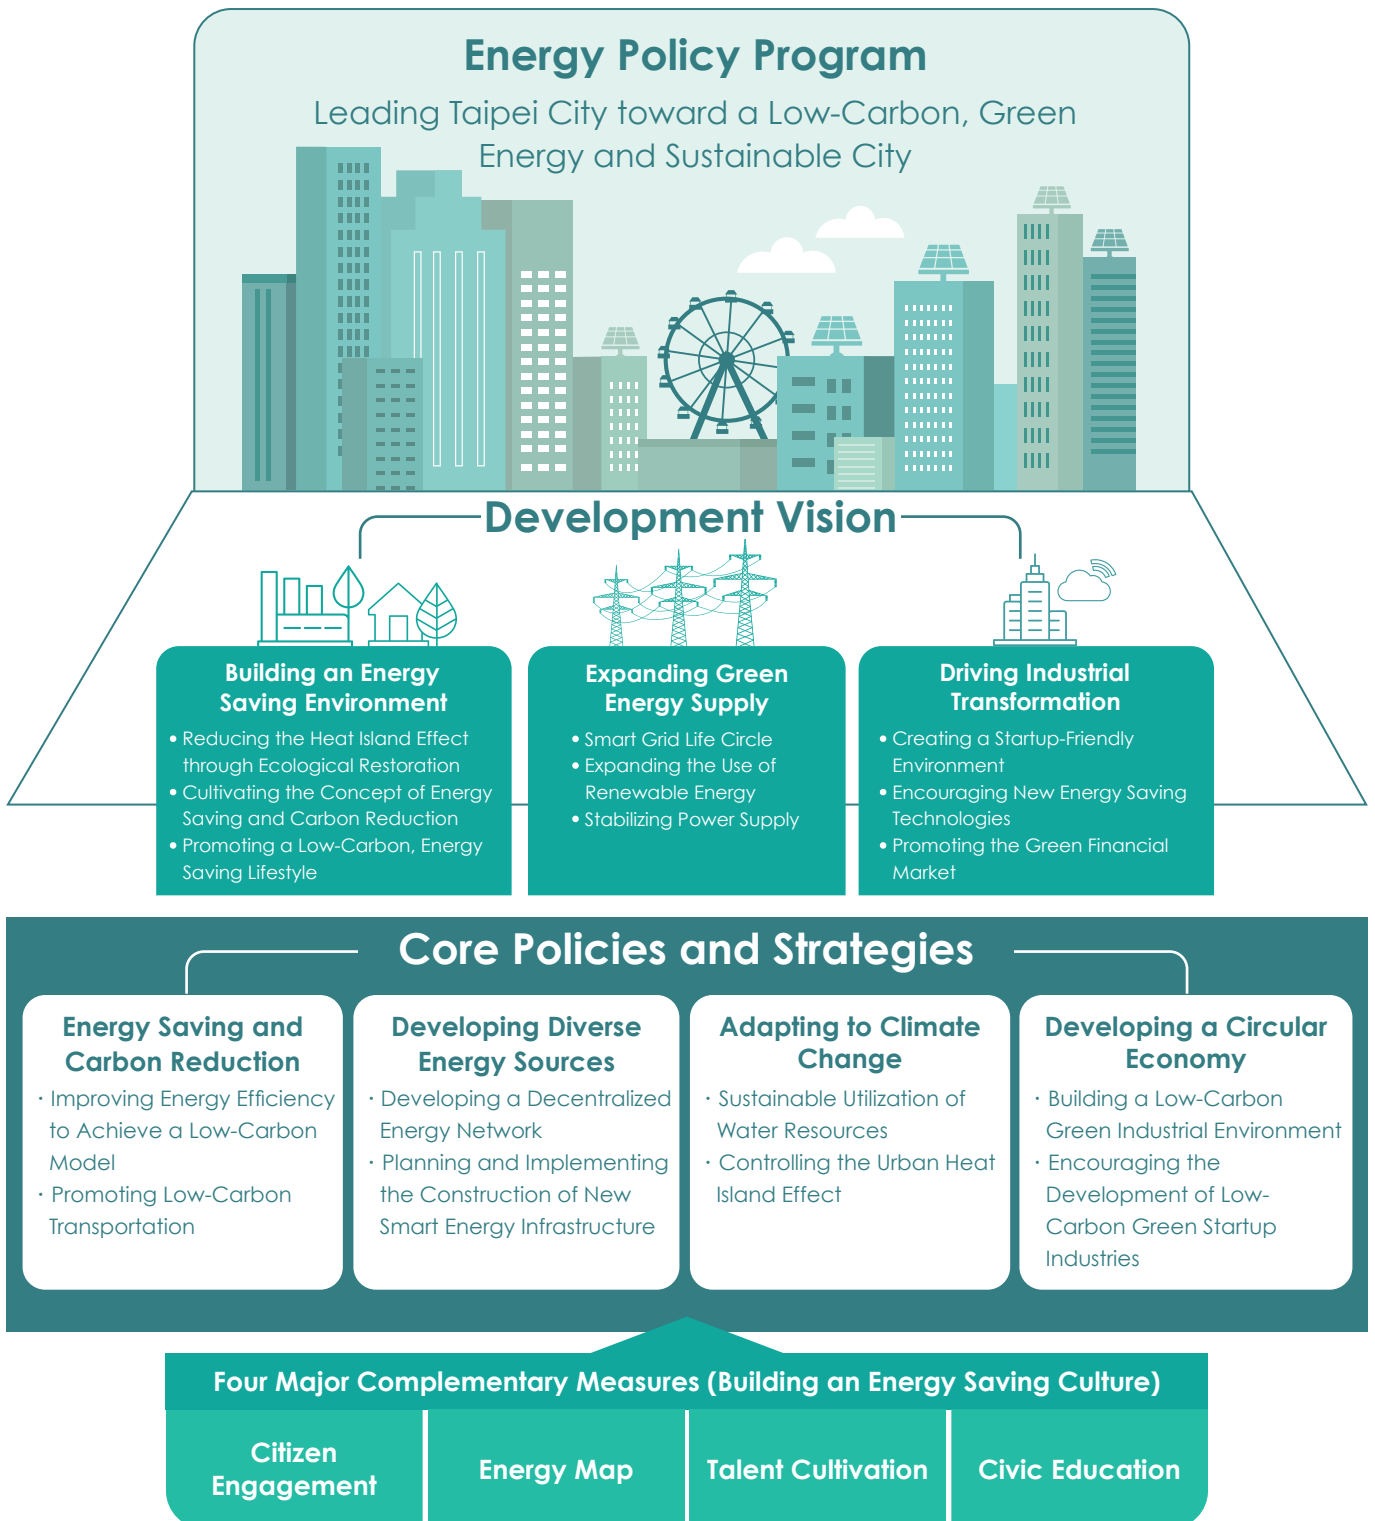 Energy Policy Program
Leading Taipei City toward a Low-Carbon, Green
Energy and Sustainable City
Development Vision
Building an Energy
Saving Environment
• Reducing the Heat Island Effect
through Ecological Restoration
• Cultivating the Concept of Energy
Saving and Carbon Reduction
• Promoting a Low-Carbon, Energy
Saving Lifestyle
Expanding Green
Energy Supply
• Smart Grid Life Circle
• Expanding the Use of
Renewable Energy
• Stabilizing Power Supply
Driving Industrial
Transformation
• Creating a Startup-Friendly
Environment
• Encouraging New Energy Saving
Technologies
• Promoting the Green Financial
Market
Core Policies and Strategies
Energy Saving and
Carbon Reduction
· Improving Energy Efficiency
to Achieve a Low-Carbon
Model
· Promoting Low-Carbon
Transportation
Developing Diverse
Energy Sources
· Developing a Decentralized
Energy Network
· Planning and Implementing
the Construction of New
Smart Energy Infrastructure
Adapting to Climate
Change
· Sustainable Utilization of
Water Resources
· Controlling the Urban Heat
Island Effect
Developing a Circular
Economy
· Building a Low-Carbon
Green Industrial Environment
· Encouraging the
Development of Low-
Carbon Green Startup
Industries
Four Major Complementary Measures (Building an Energy Saving Culture)
Citizen
Engagement
Energy Map
Talent Cultivation
Civic Education